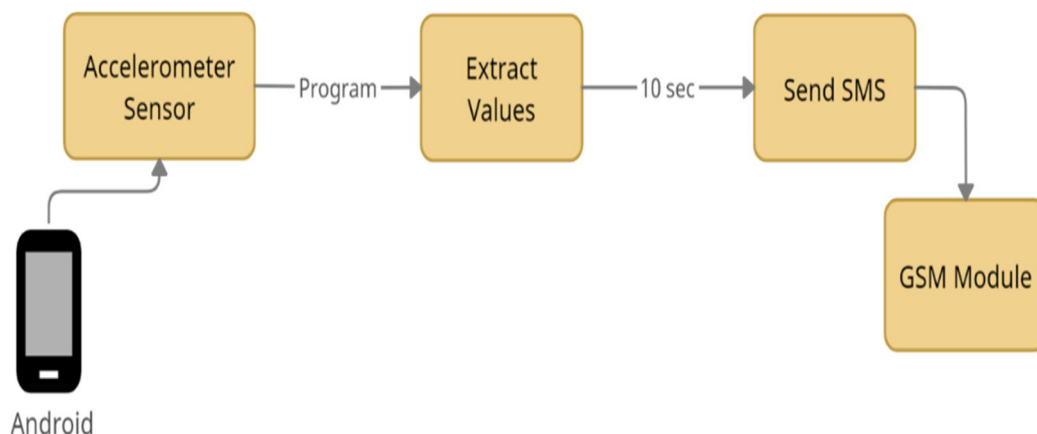 Accelerometer
Sensor
Program
Extract
Values
10 sec
Send SMS
GSM Module
Android